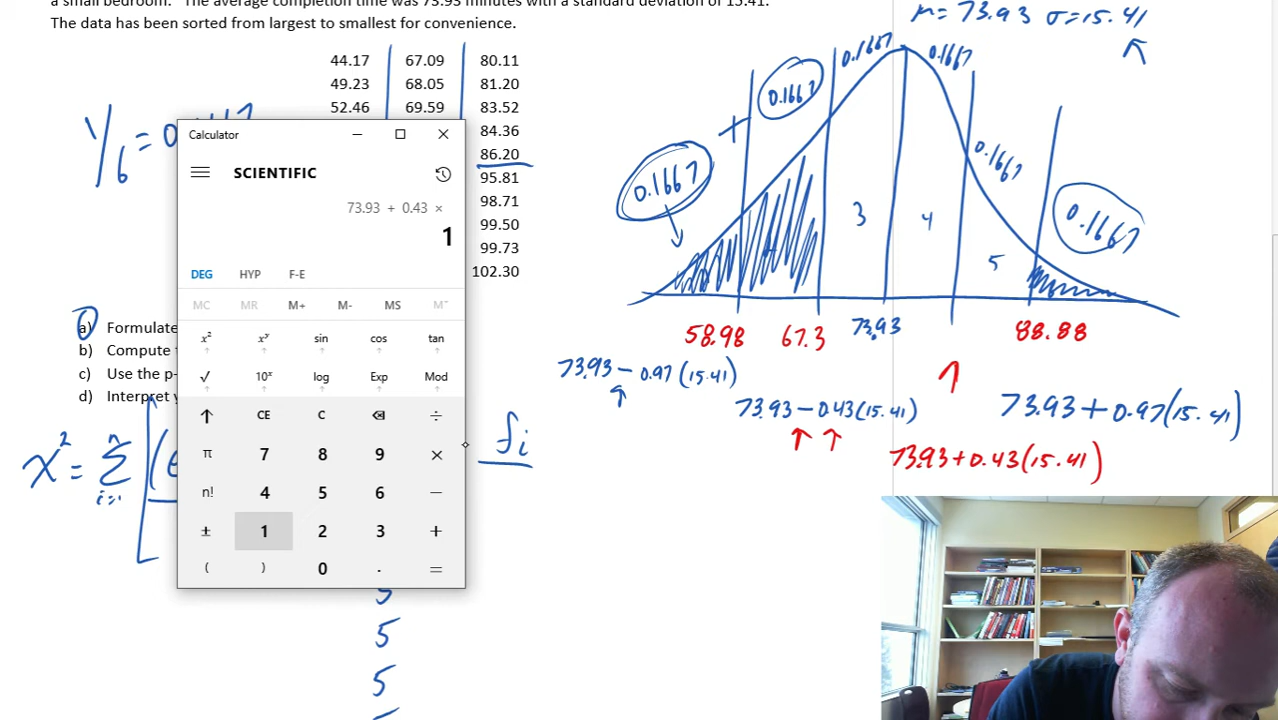 a small bedroom. The average completion time was 73.93 minutes with a standard deviation of 15.41.
The data has been sorted from largest to smallest for convenience.
44.17 67.09 80.11
49.23 68.05 81.20
52.46 69.59 83.52
84.36
86.20
95.81
98.71
99.50
99.73
102.30
1/6 = 0
a) Formulate
b) Compute
c) Use the p-
d) Interpret y
χ² = Σ
n
i=1
fi
5
5
5
Calculator
SCIENTIFIC
73.93 + 0.43 ×
1
DEG HYP F-E
MC MR M+ M- MS M˅
x² xʸ sin cos tan
√ 10ˣ log Exp Mod
↑ CE C ⌫ ÷
π 7 8 9 ×
n! 4 5 6 −
± 1 2 3 +
( ) 0 . =
μ = 73.93 σ = 15.41
0.1667 + 0.1667 0.1667 0.1667 0.1667 0.1667
3 4 5
58.98 67.3 73.93 88.88
73.93 − 0.97 (15.41)
73.93 − 0.43 (15.41)
73.93 + 0.97 (15.41)
73.93 + 0.43 (15.41)